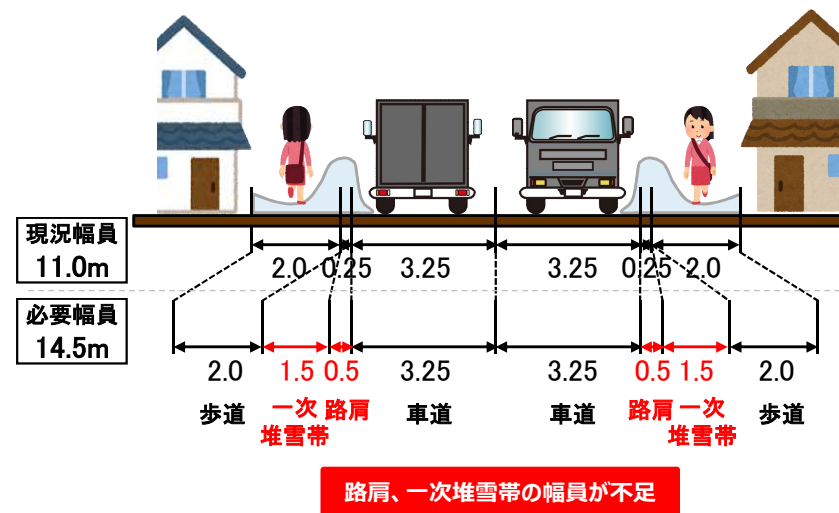 現況幅員
11.0m
2.0 0.25 3.25 3.25 0.25 2.0
必要幅員
14.5m
2.0 1.5 0.5 3.25 3.25 0.5 1.5 2.0
歩道 一次 路肩 車道 車道 路肩 一次 歩道
堆雪帯 堆雪帯
路肩、一次堆雪帯の幅員が不足